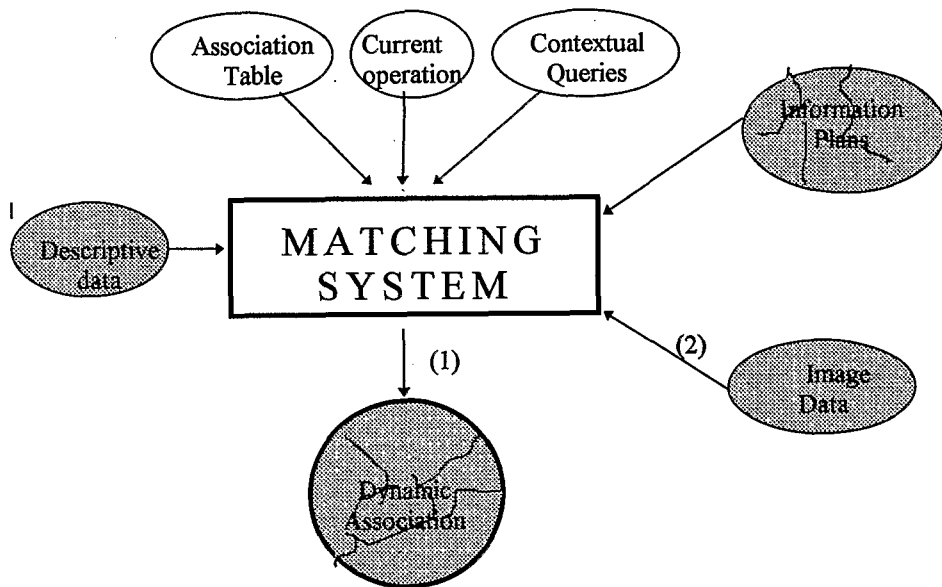 Association
Table
Current
operation
Contextual
Queries
Information
Plans
Descriptive
data
MATCHING
SYSTEM
(1)
(2)
Image
Data
Dynamic
Association